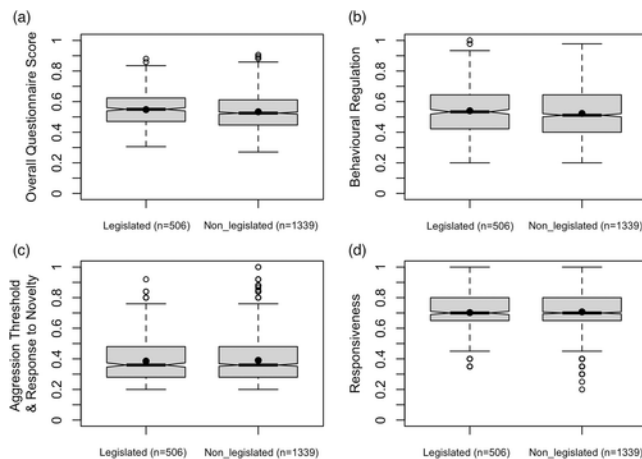 (a)
(b)
Overall Questionnaire Score
1
0.8
0.6
0.4
0.2
0
Legislated (n=506) Non_legislated (n=1339)
Behavioural Regulation
1
0.8
0.6
0.4
0.2
0
Legislated (n=506) Non_legislated (n=1339)
(c)
(d)
Aggression Threshold
& Response to Novelty
1
0.8
0.6
0.4
0.2
0
Legislated (n=506) Non_legislated (n=1339)
Responsiveness
1
0.8
0.6
0.4
0.2
0
Legislated (n=506) Non_legislated (n=1339)